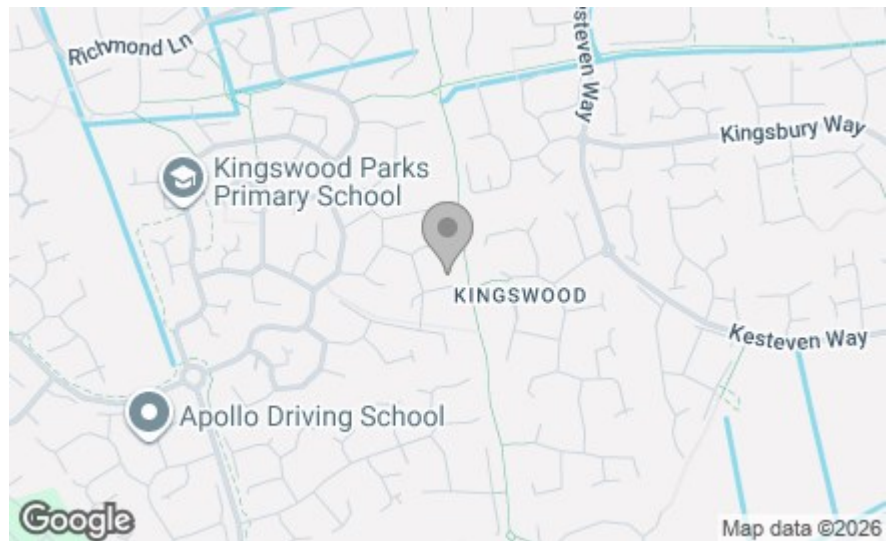 Richmond Ln
esteven Way
Kingsbury Way
Kingswood Parks
Primary School
KINGSWOOD
Kesteven Way
Apollo Driving School
Google
Map data ©2026